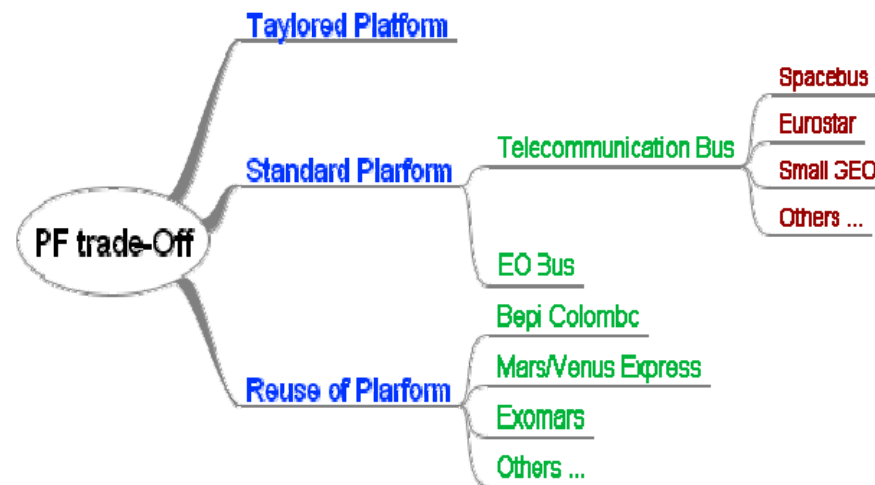 Taylored Platform
Spacebus
Eurostar
Telecommunication Bus
Standard Plarform
Small GEO
Others ...
PF trade-Off
EO Bus
Bepi Colombo
Mars/Venus Express
Reuse of Plarform
Exomars
Others ...